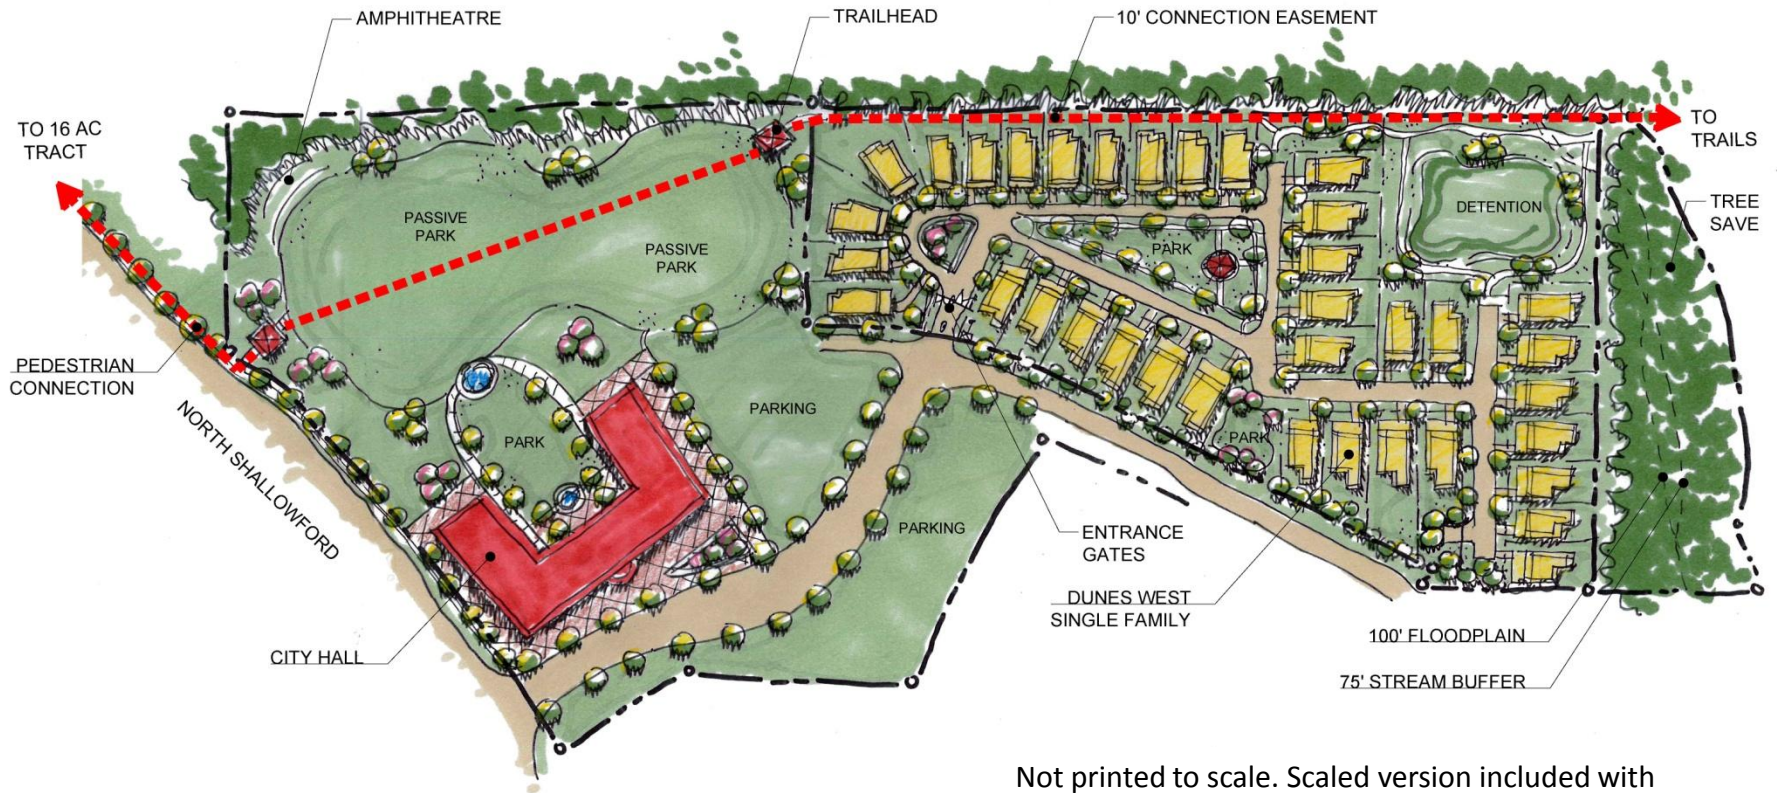 AMPHITHEATRE
TRAILHEAD
10' CONNECTION EASEMENT
TO 16 AC
TRACT
TO
TRAILS
PASSIVE
PARK
PASSIVE
PARK
PARK
DETENTION
TREE
SAVE
PEDESTRIAN
CONNECTION
NORTH SHALLOWFORD
PARK
PARKING
PARK
PARKING
ENTRANCE
GATES
DUNES WEST
SINGLE FAMILY
100' FLOODPLAIN
CITY HALL
75' STREAM BUFFER
Not printed to scale. Scaled version included with